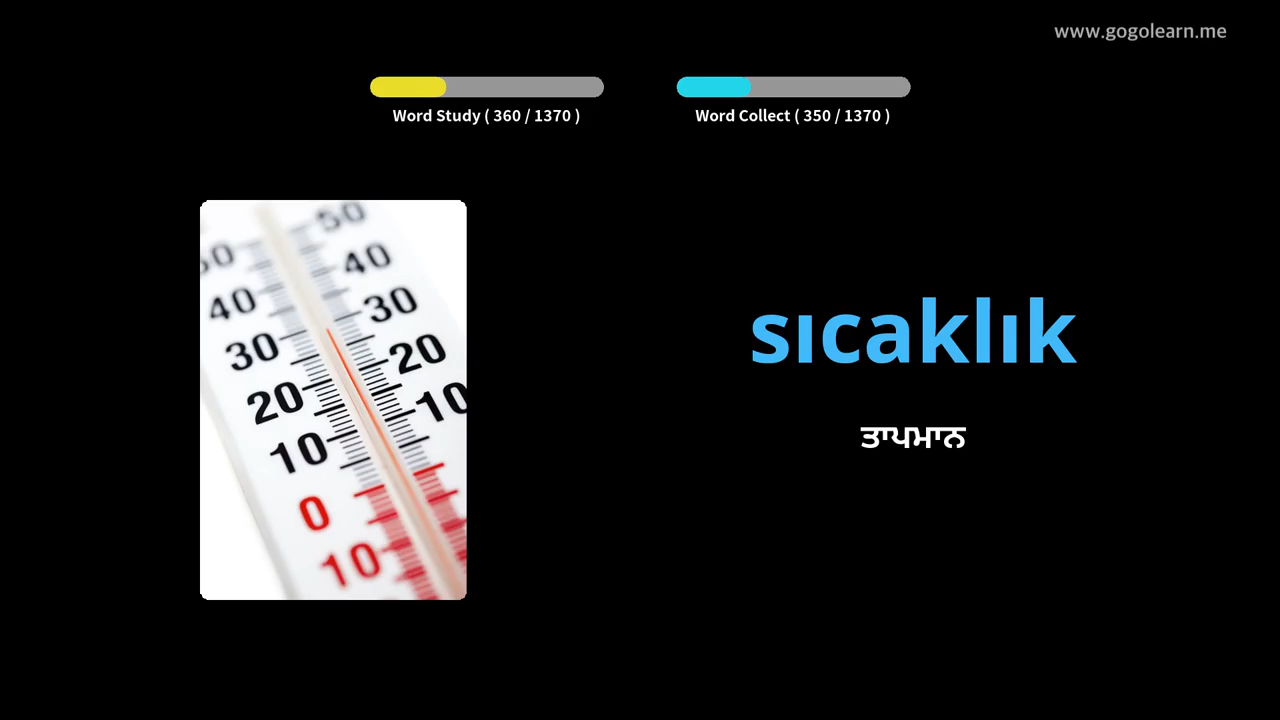 www.gogolearn.me
Word Study ( 360 / 1370 )
Word Collect ( 350 / 1370 )
50
50
40
40
30
30
20
20
10
10
0
10
sıcaklık
ਤਾਪਮਾਨ